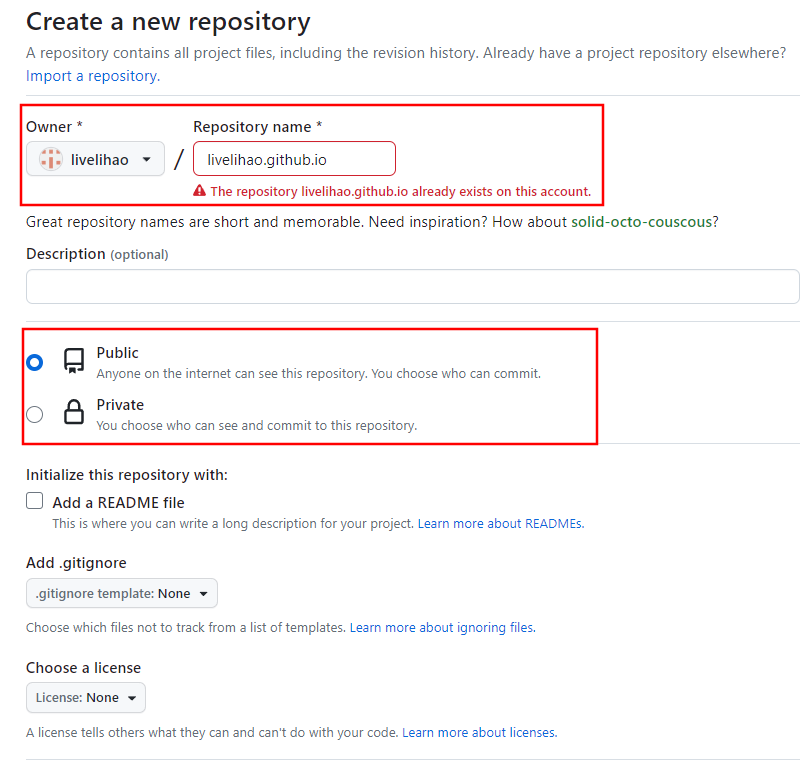 Create a new repository
A repository contains all project files, including the revision history. Already have a project repository elsewhere?
Import a repository.
Owner * Repository name *
livelihao / livelihao.github.io
The repository livelihao.github.io already exists on this account.
Great repository names are short and memorable. Need inspiration? How about solid-octo-couscous?
Description (optional)
Public
Anyone on the internet can see this repository. You choose who can commit.
Private
You choose who can see and commit to this repository.
Initialize this repository with:
Add a README file
This is where you can write a long description for your project. Learn more about READMEs.
Add .gitignore
.gitignore template: None
Choose which files not to track from a list of templates. Learn more about ignoring files.
Choose a license
License: None
A license tells others what they can and can't do with your code. Learn more about licenses.